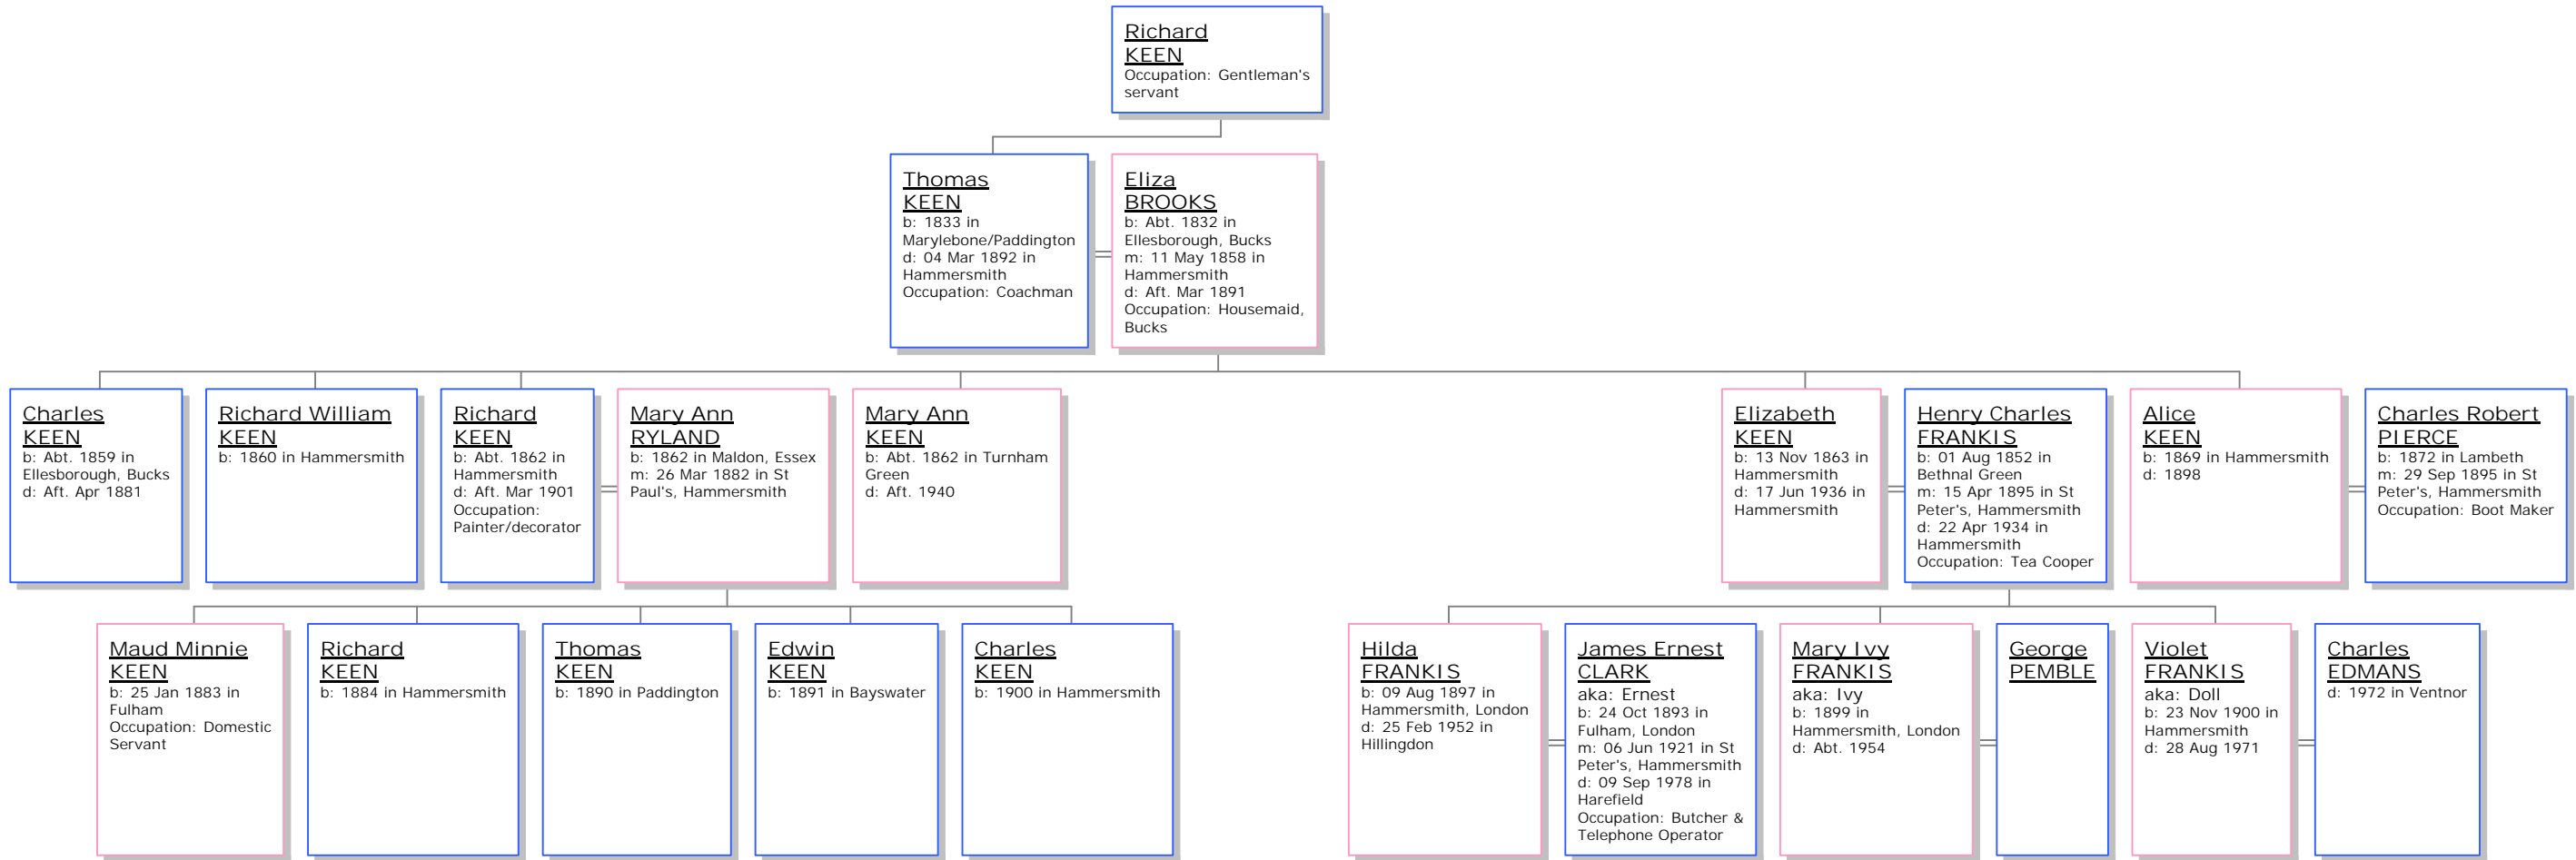 Richard
KEEN
Occupation: Gentleman's
servant
Thomas
KEEN
b: 1833 in
Marylebone/Paddington
d: 04 Mar 1892 in
Hammersmith
Occupation: Coachman
Eliza
BROOKS
b: Abt. 1832 in
Ellesborough, Bucks
m: 11 May 1858 in
Hammersmith
d: Aft. Mar 1891
Occupation: Housemaid,
Bucks
Charles
KEEN
b: Abt. 1859 in
Ellesborough, Bucks
d: Aft. Apr 1881
Richard William
KEEN
b: 1860 in Hammersmith
Richard
KEEN
b: Abt. 1862 in
Hammersmith
d: Aft. Mar 1901
Occupation:
Painter/decorator
Mary Ann
RYLAND
b: 1862 in Maldon, Essex
m: 26 Mar 1882 in St
Paul's, Hammersmith
Mary Ann
KEEN
b: Abt. 1862 in Turnham
Green
d: Aft. 1940
Elizabeth
KEEN
b: 13 Nov 1863 in
Hammersmith
d: 17 Jun 1936 in
Hammersmith
Henry Charles
FRANKIS
b: 01 Aug 1852 in
Bethnal Green
m: 15 Apr 1895 in St
Peter's, Hammersmith
d: 22 Apr 1934 in
Hammersmith
Occupation: Tea Cooper
Alice
KEEN
b: 1869 in Hammersmith
d: 1898
Charles Robert
PIERCE
b: 1872 in Lambeth
m: 29 Sep 1895 in St
Peter's, Hammersmith
Occupation: Boot Maker
Maud Minnie
KEEN
b: 25 Jan 1883 in
Fulham
Occupation: Domestic
Servant
Richard
KEEN
b: 1884 in Hammersmith
Thomas
KEEN
b: 1890 in Paddington
Edwin
KEEN
b: 1891 in Bayswater
Charles
KEEN
b: 1900 in Hammersmith
Hilda
FRANKIS
b: 09 Aug 1897 in
Hammersmith, London
d: 25 Feb 1952 in
Hillingdon
James Ernest
CLARK
aka: Ernest
b: 24 Oct 1893 in
Fulham, London
m: 06 Jun 1921 in St
Peter's, Hammersmith
d: 09 Sep 1978 in
Harefield
Occupation: Butcher &
Telephone Operator
Mary Ivy
FRANKIS
aka: Ivy
b: 1899 in
Hammersmith, London
d: Abt. 1954
George
PEMBLE
Violet
FRANKIS
aka: Doll
b: 23 Nov 1900 in
Hammersmith
d: 28 Aug 1971
Charles
EDMANS
d: 1972 in Ventnor